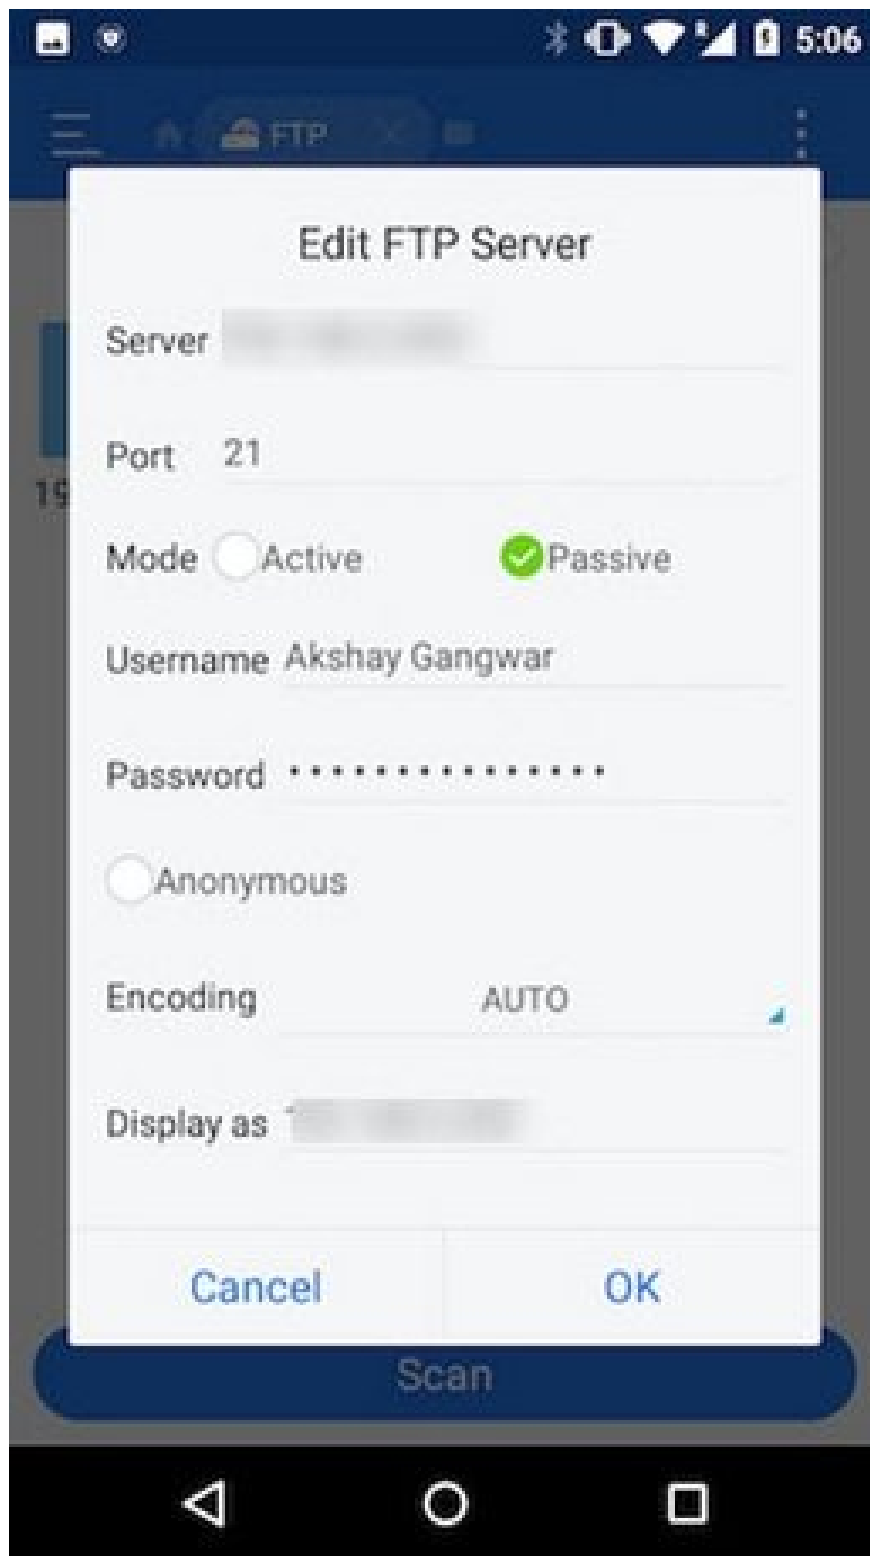 5:06
FTP
Edit FTP Server
Server
Port 21
Mode Active Passive
19
Username Akshay Gangwar
Password ...............
Anonymous
Encoding AUTO
Display as
Cancel OK
Scan